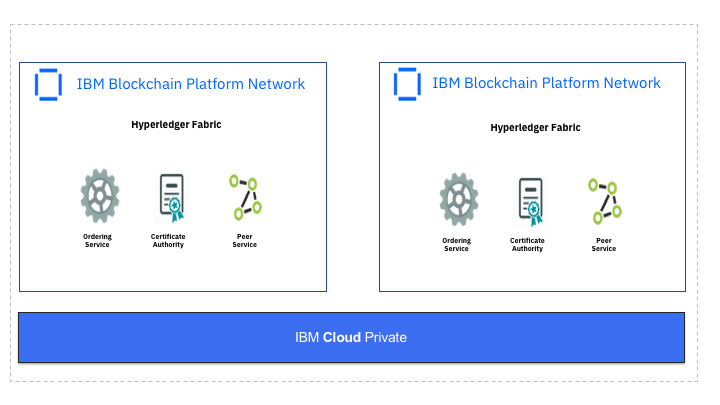 IBM Blockchain Platform Network
Hyperledger Fabric
Ordering
Service
Certificate
Authority
Peer
Service
IBM Blockchain Platform Network
Hyperledger Fabric
Ordering
Service
Certificate
Authority
Peer
Service
IBM Cloud Private